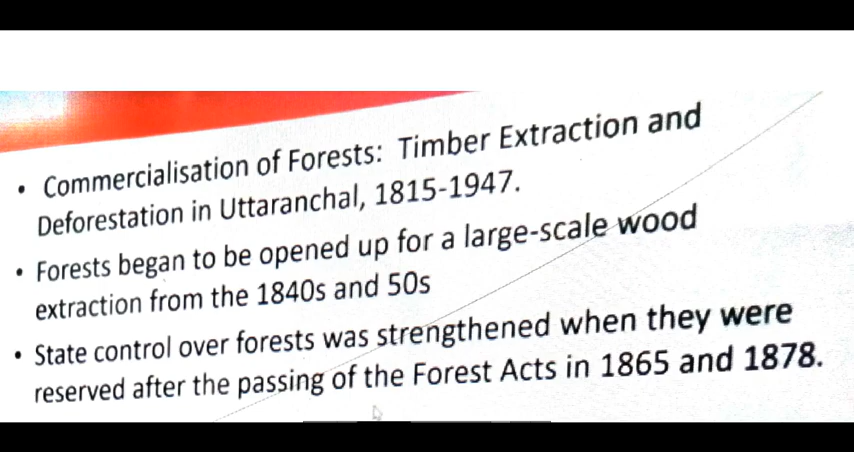 • Commercialisation of Forests: Timber Extraction and
Deforestation in Uttaranchal, 1815-1947.
• Forests began to be opened up for a large-scale wood
extraction from the 1840s and 50s
• State control over forests was strengthened when they were
reserved after the passing of the Forest Acts in 1865 and 1878.